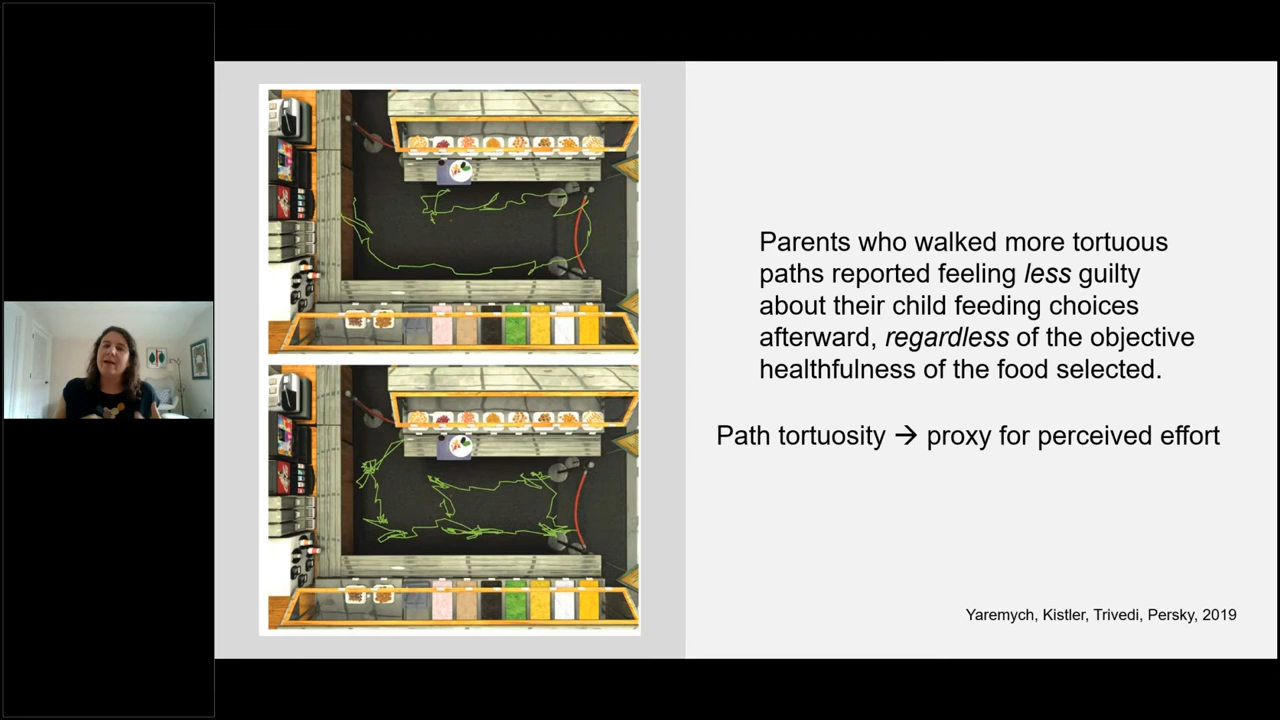 Parents who walked more tortuous
paths reported feeling less guilty
about their child feeding choices
afterward, regardless of the objective
healthfulness of the food selected.
Path tortuosity → proxy for perceived effort
Yaremych, Kistler, Trivedi, Persky, 2019